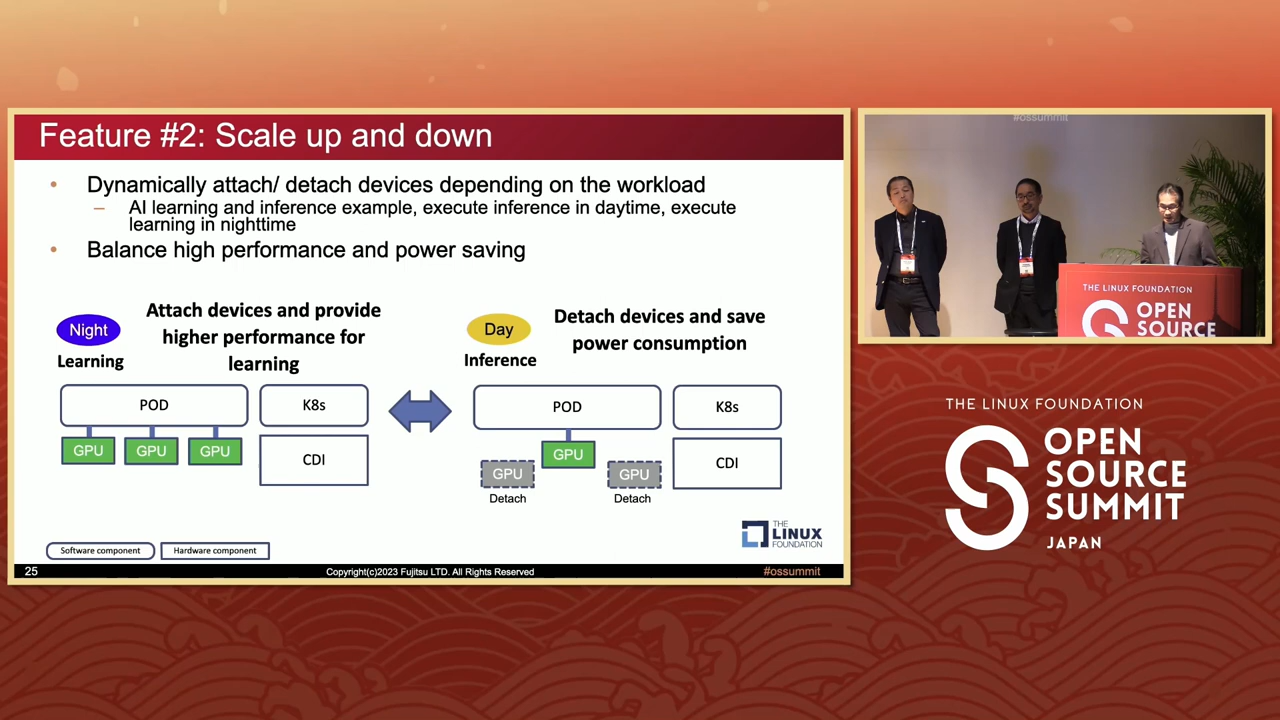 Feature #2: Scale up and down
• Dynamically attach/ detach devices depending on the workload
– AI learning and inference example, execute inference in daytime, execute
learning in nighttime
• Balance high performance and power saving
Night
Learning
Attach devices and provide
higher performance for
learning
POD
K8s
GPU GPU GPU
CDI
Day
Inference
Detach devices and save
power consumption
POD
K8s
GPU
GPU
GPU
Detach
Detach
CDI
Software component
Hardware component
THE
LINUX
FOUNDATION
25
Copyright(c)2023 Fujitsu LTD. All Rights Reserved
#ossummit
#ossummit
THE LINUX FOUNDATION
OPEN
SOURCE
THE LINUX FOUNDATION
OPEN
SOURCE
SUMMIT
JAPAN